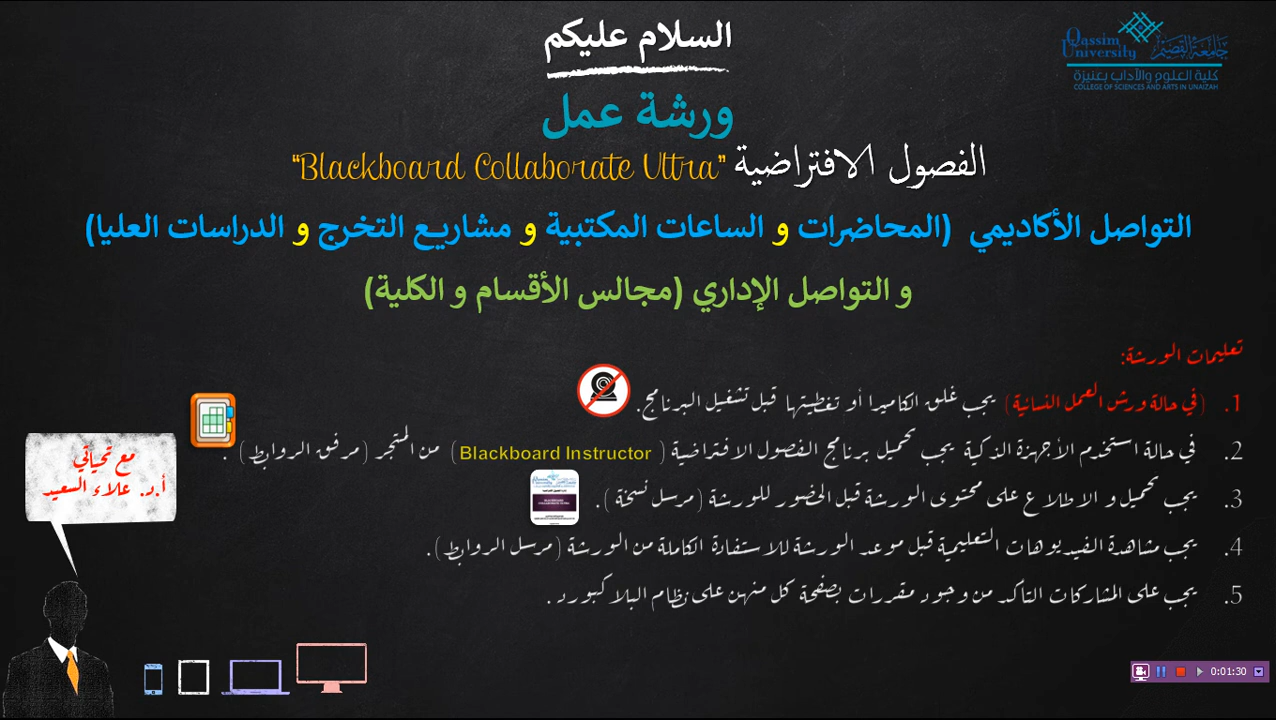 السلام عليكم
Qassim University جامعة القصيم
كلية العلوم والآداب بعنيزة
COLLEGE OF SCIENCES AND ARTS IN UNAIZAH
ورشة عمل
الفصول الافتراضية "Blackboard Collaborate Ultra"
التواصل الأكاديمي (المحاضرات و الساعات المكتبية و مشاريع التخرج و الدراسات العليا)
و التواصل الإداري (مجالس الأقسام و الكلية)
تعليمات الورشة:
1. (في حالة ورش العمل النسائية) يجب غلق الكاميرا أو تغطيتها قبل تشغيل البرنامج.
2. في حالة استخدم الأجهزة الذكية يجب تحميل برنامج الفصول الافتراضية (Blackboard Instructor) من المتجر (مرفق الروابط) .
3. يجب تحميل و الاطلاع على محتوى الورشة قبل الحضور للورشة (مرسل نسخة) .
4. يجب مشاهدة الفيديوهات التعليمية قبل موعد الورشة للاستفادة الكاملة من الورشة (مرسل الروابط).
5. يجب على المشاركات التاكد من وجود مقررات بصفحة كل منهن على نظام البلاكبورد .
مع تحياتي
أ.د. علاء السعيد
0:01:30